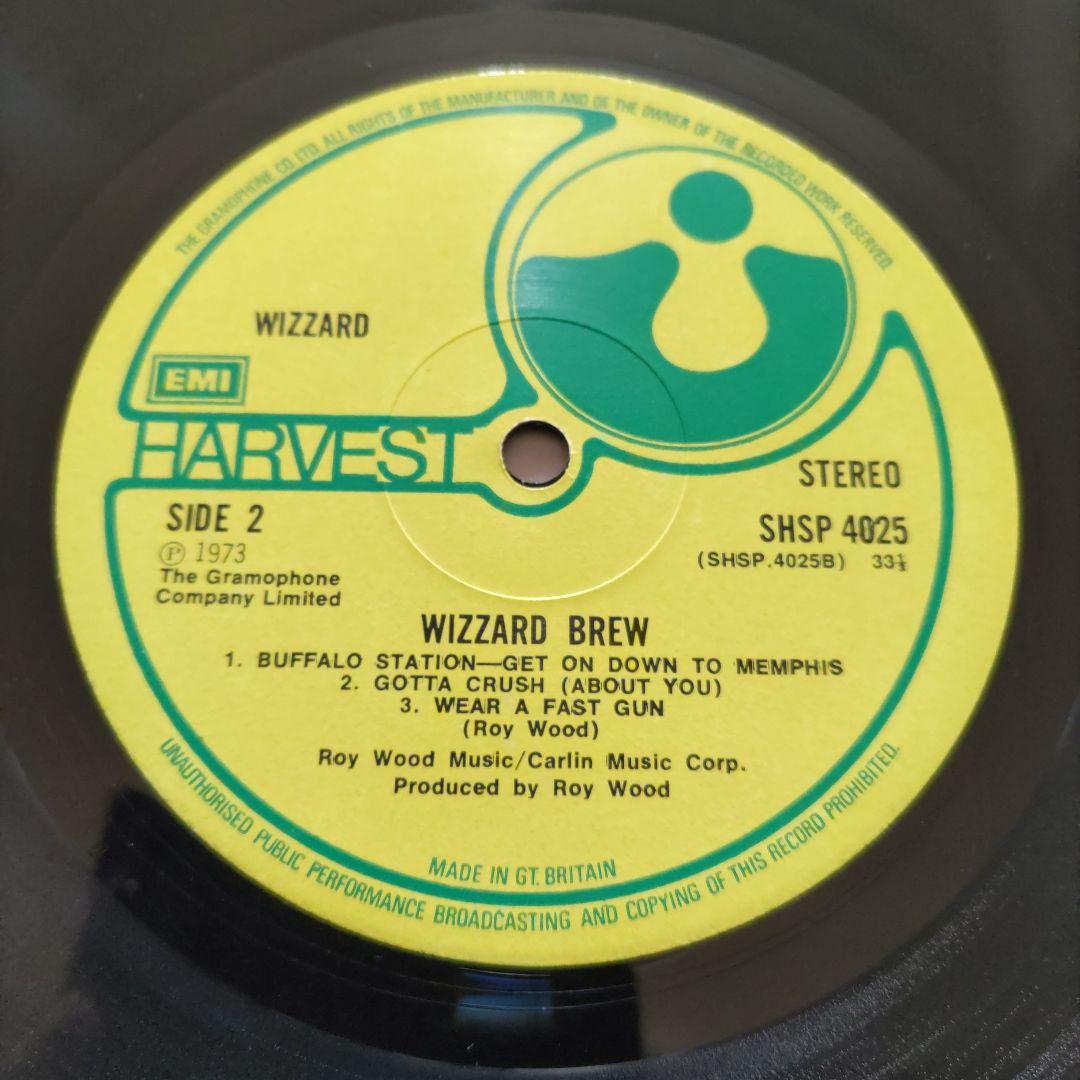 THE GRAMOPHONE CO LTD. ALL RIGHTS OF THE MANUFACTURER AND OF THE OWNER OF THE RECORDED WORK RESERVED.
WIZZARD
EMI
HARVEST
STEREO
SIDE 2
SHSP 4025
Ⓟ 1973
(SHSP.4025B) 33⅓
The Gramophone
Company Limited
WIZZARD BREW
1. BUFFALO STATION—GET ON DOWN TO MEMPHIS
2. GOTTA CRUSH (ABOUT YOU)
3. WEAR A FAST GUN
(Roy Wood)
Roy Wood Music/Carlin Music Corp.
Produced by Roy Wood
MADE IN GT. BRITAIN
UNAUTHORISED PUBLIC PERFORMANCE BROADCASTING AND COPYING OF THIS RECORD PROHIBITED.